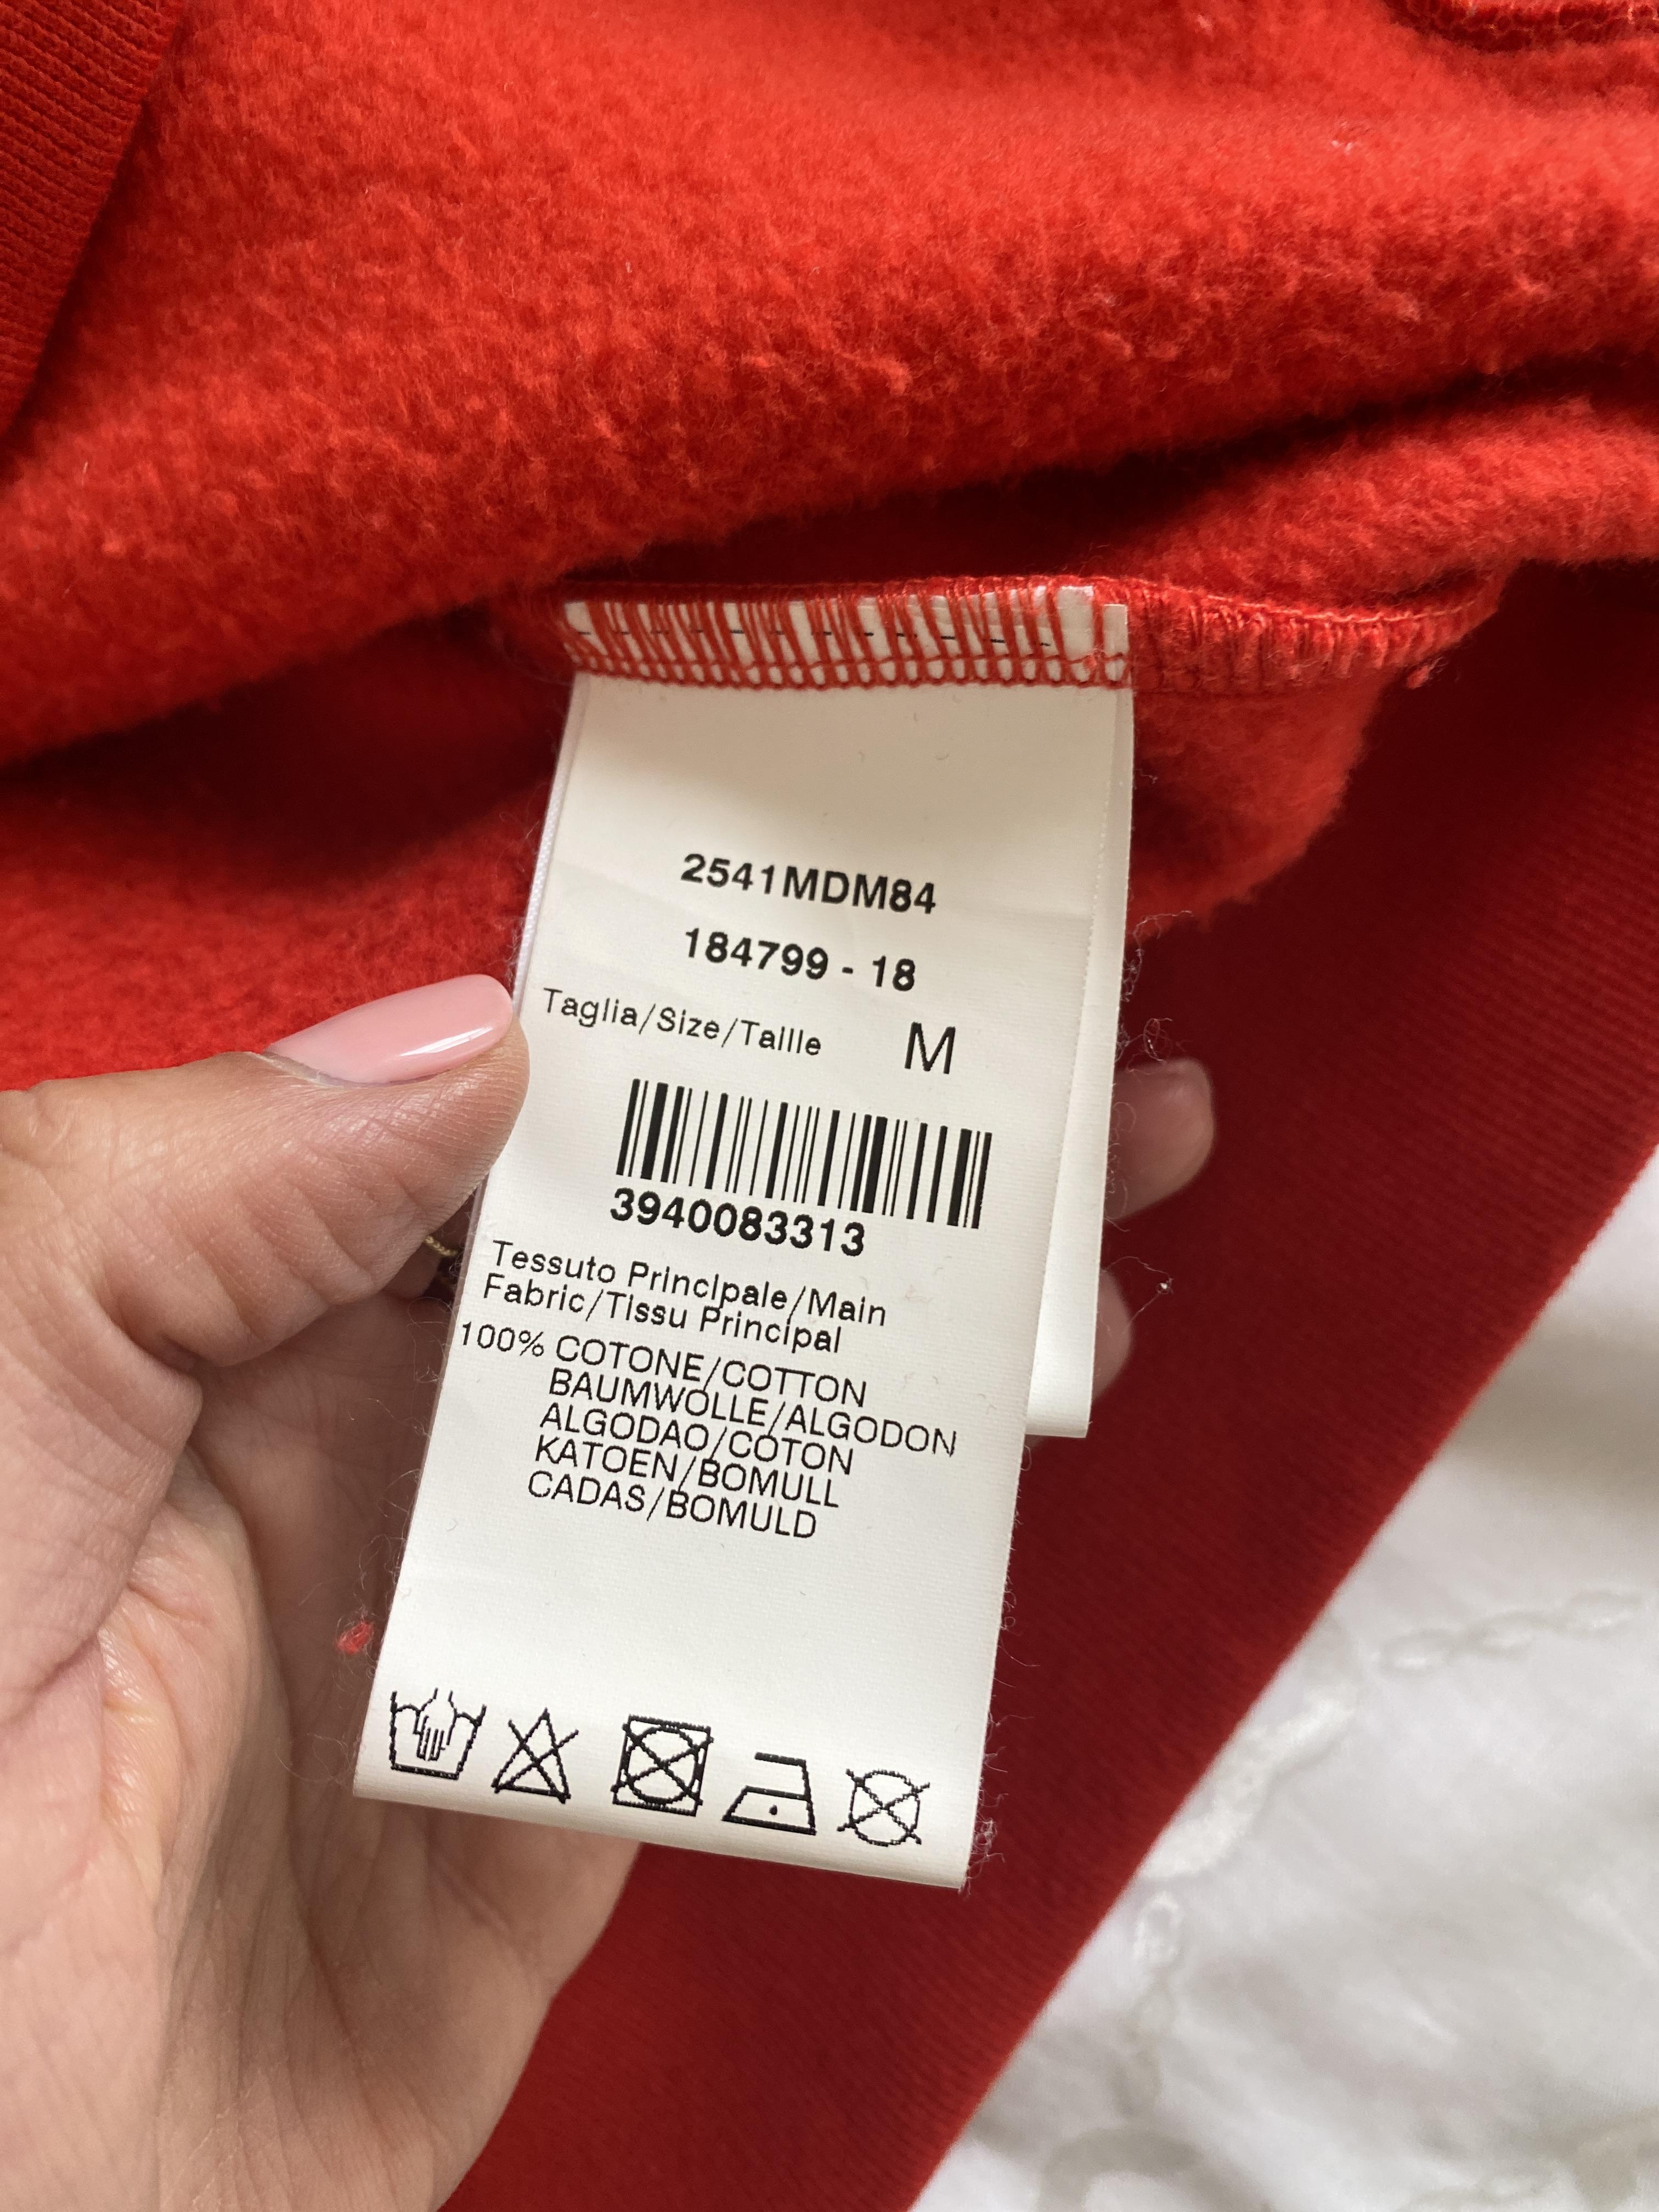 2541MDM84
184799 - 18
Taglia/Size/Taille M
3940083313
Tessuto Principale/Main
Fabric/Tissu Principal
100% COTONE/COTTON
BAUMWOLLE/ALGODON
ALGODAO/COTON
KATOEN/BOMULL
CADAS/BOMULD